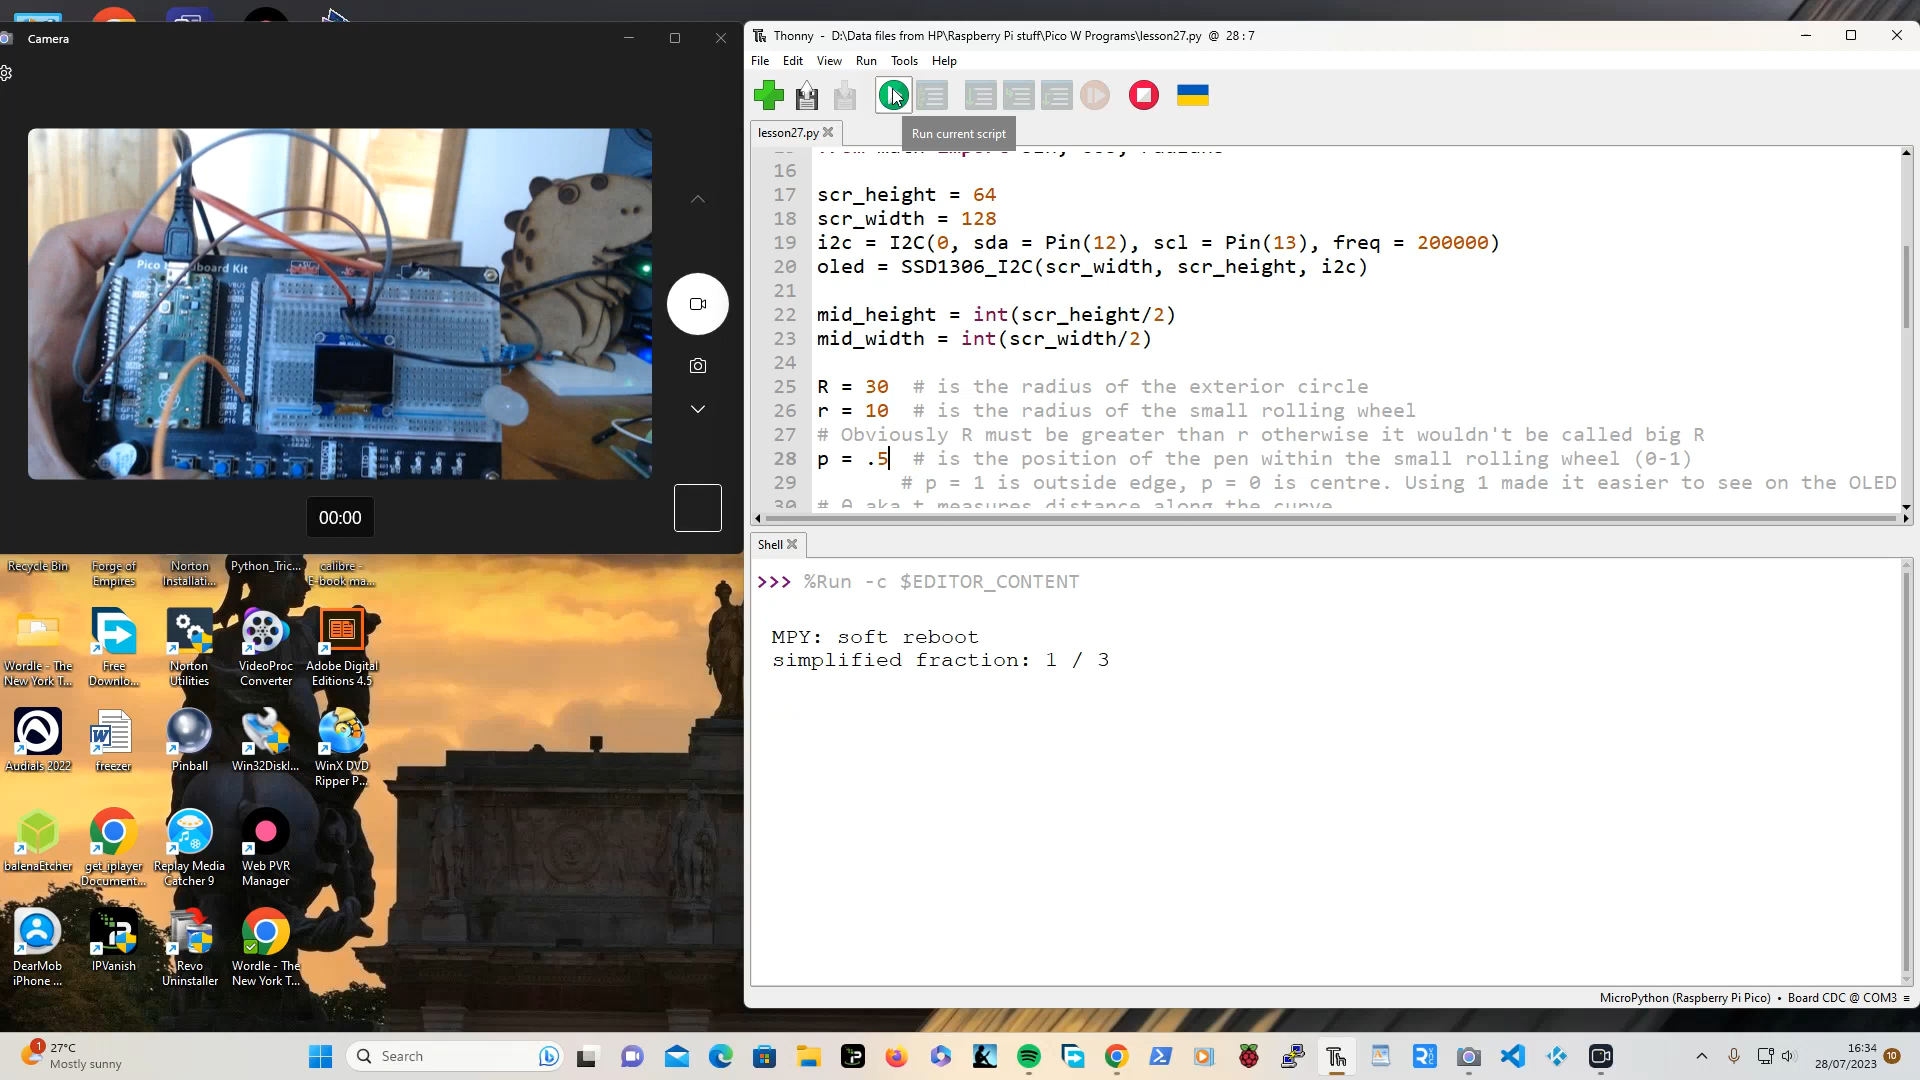 Camera
Thonny - D:\Data files from HP\Raspberry Pi stuff\Pico W Programs\lesson27.py @ 28:7
File Edit View Run Tools Help
Run current script
lesson27.py
16
17 scr_height = 64
18 scr_width = 128
19 i2c = I2C(0, sda = Pin(12), scl = Pin(13), freq = 200000)
20 oled = SSD1306_I2C(scr_width, scr_height, i2c)
21
22 mid_height = int(scr_height/2)
23 mid_width = int(scr_width/2)
24
25 R = 30 # is the radius of the exterior circle
26 r = 10 # is the radius of the small rolling wheel
27 # Obviously R must be greater than r otherwise it wouldn't be called big R
28 p = .5 # is the position of the pen within the small rolling wheel (0-1)
29 # p = 1 is outside edge, p = 0 is centre. Using 1 made it easier to see on the OLED
30 # θ aka t measures distance along the curve
00:00
Shell
>>> %Run -c $EDITOR_CONTENT
MPY: soft reboot
simplified fraction: 1 / 3
MicroPython (Raspberry Pi Pico) • Board CDC @ COM3 ≡
Recycle Bin
Forge of Empires
Norton Installati...
Python_Tric...
calibre - E-book ma...
Wordle - The New York T...
Free Downlo...
Norton Utilities
VideoProc Converter
Adobe Digital Editions 4.5
Audials 2022
freezer
Pinball
Win32DiskI...
WinX DVD Ripper P...
balenaEtcher
get_iplayer Document...
Replay Media Catcher 9
Web PVR Manager
DearMob iPhone ...
IPVanish
Revo Uninstaller
Wordle - The New York T...
1
27°C
Mostly sunny
Search
16:34
28/07/2023
10